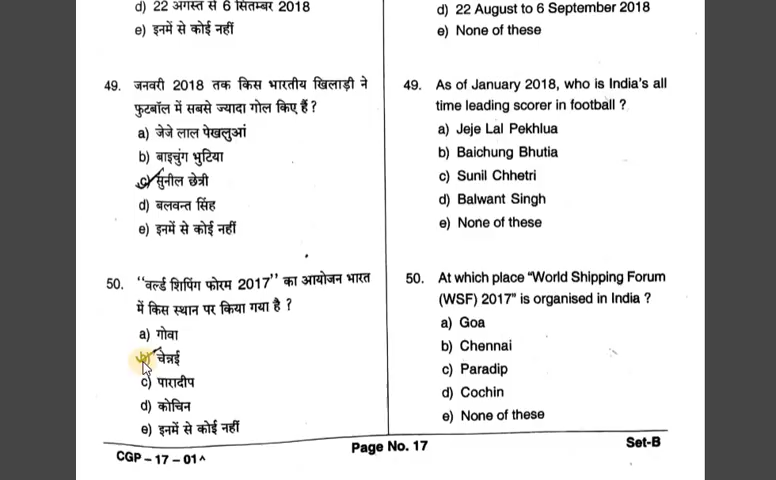 d) 22 अगस्त से 6 सितम्बर 2018
e) इनमें से कोई नहीं
49. जनवरी 2018 तक किस भारतीय खिलाड़ी ने
फुटबॉल में सबसे ज्यादा गोल किए हैं ?
a) जेजे लाल पेखलुआं
b) बाइचुंग भुटिया
c) सुनील छेत्री
d) बलवन्त सिंह
e) इनमें से कोई नहीं
50. “वर्ल्ड शिपिंग फोरम 2017” का आयोजन भारत
में किस स्थान पर किया गया है ?
a) गोवा
b) चेन्नई
c) पारादीप
d) कोचिन
e) इनमें से कोई नहीं
d) 22 August to 6 September 2018
e) None of these
49. As of January 2018, who is India's all
time leading scorer in football ?
a) Jeje Lal Pekhlua
b) Baichung Bhutia
c) Sunil Chhetri
d) Balwant Singh
e) None of these
50. At which place “World Shipping Forum
(WSF) 2017” is organised in India ?
a) Goa
b) Chennai
c) Paradip
d) Cochin
e) None of these
CGP – 17 – 01^ Page No. 17 Set-B